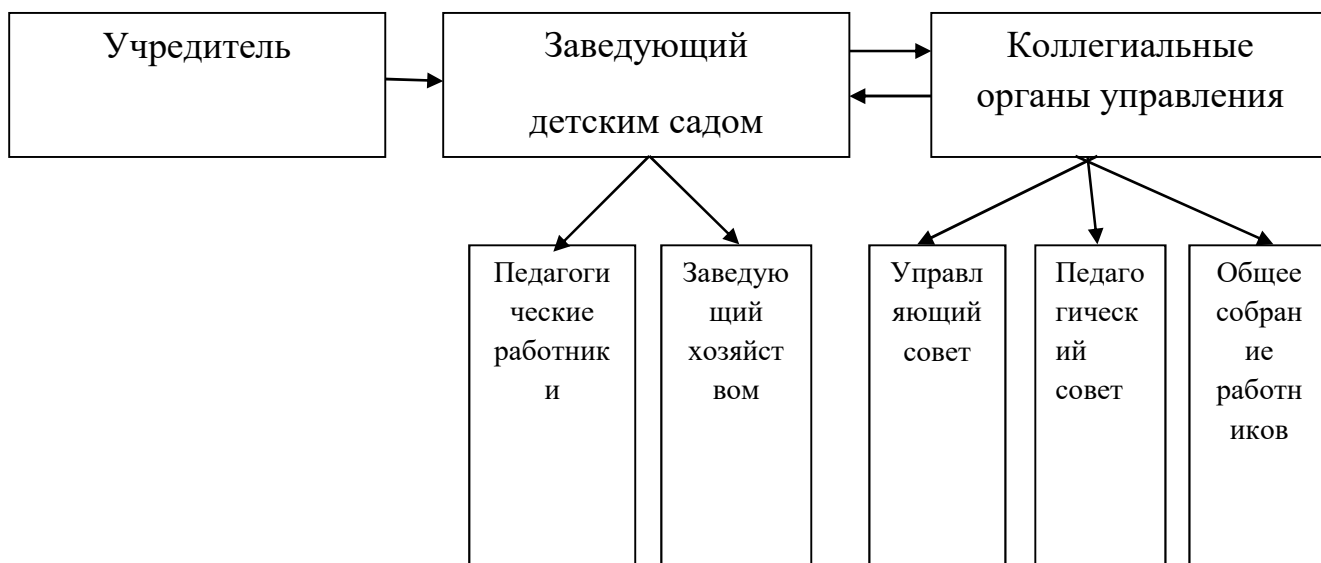 Учредитель
Заведующий
детским садом
Коллегиальные
органы управления
Педагоги
ческие
работник
и
Заведую
щий
хозяйст
вом
Управл
яющий
совет
Педаго
гическ
ий
совет
Общее
собран
ие
работн
иков